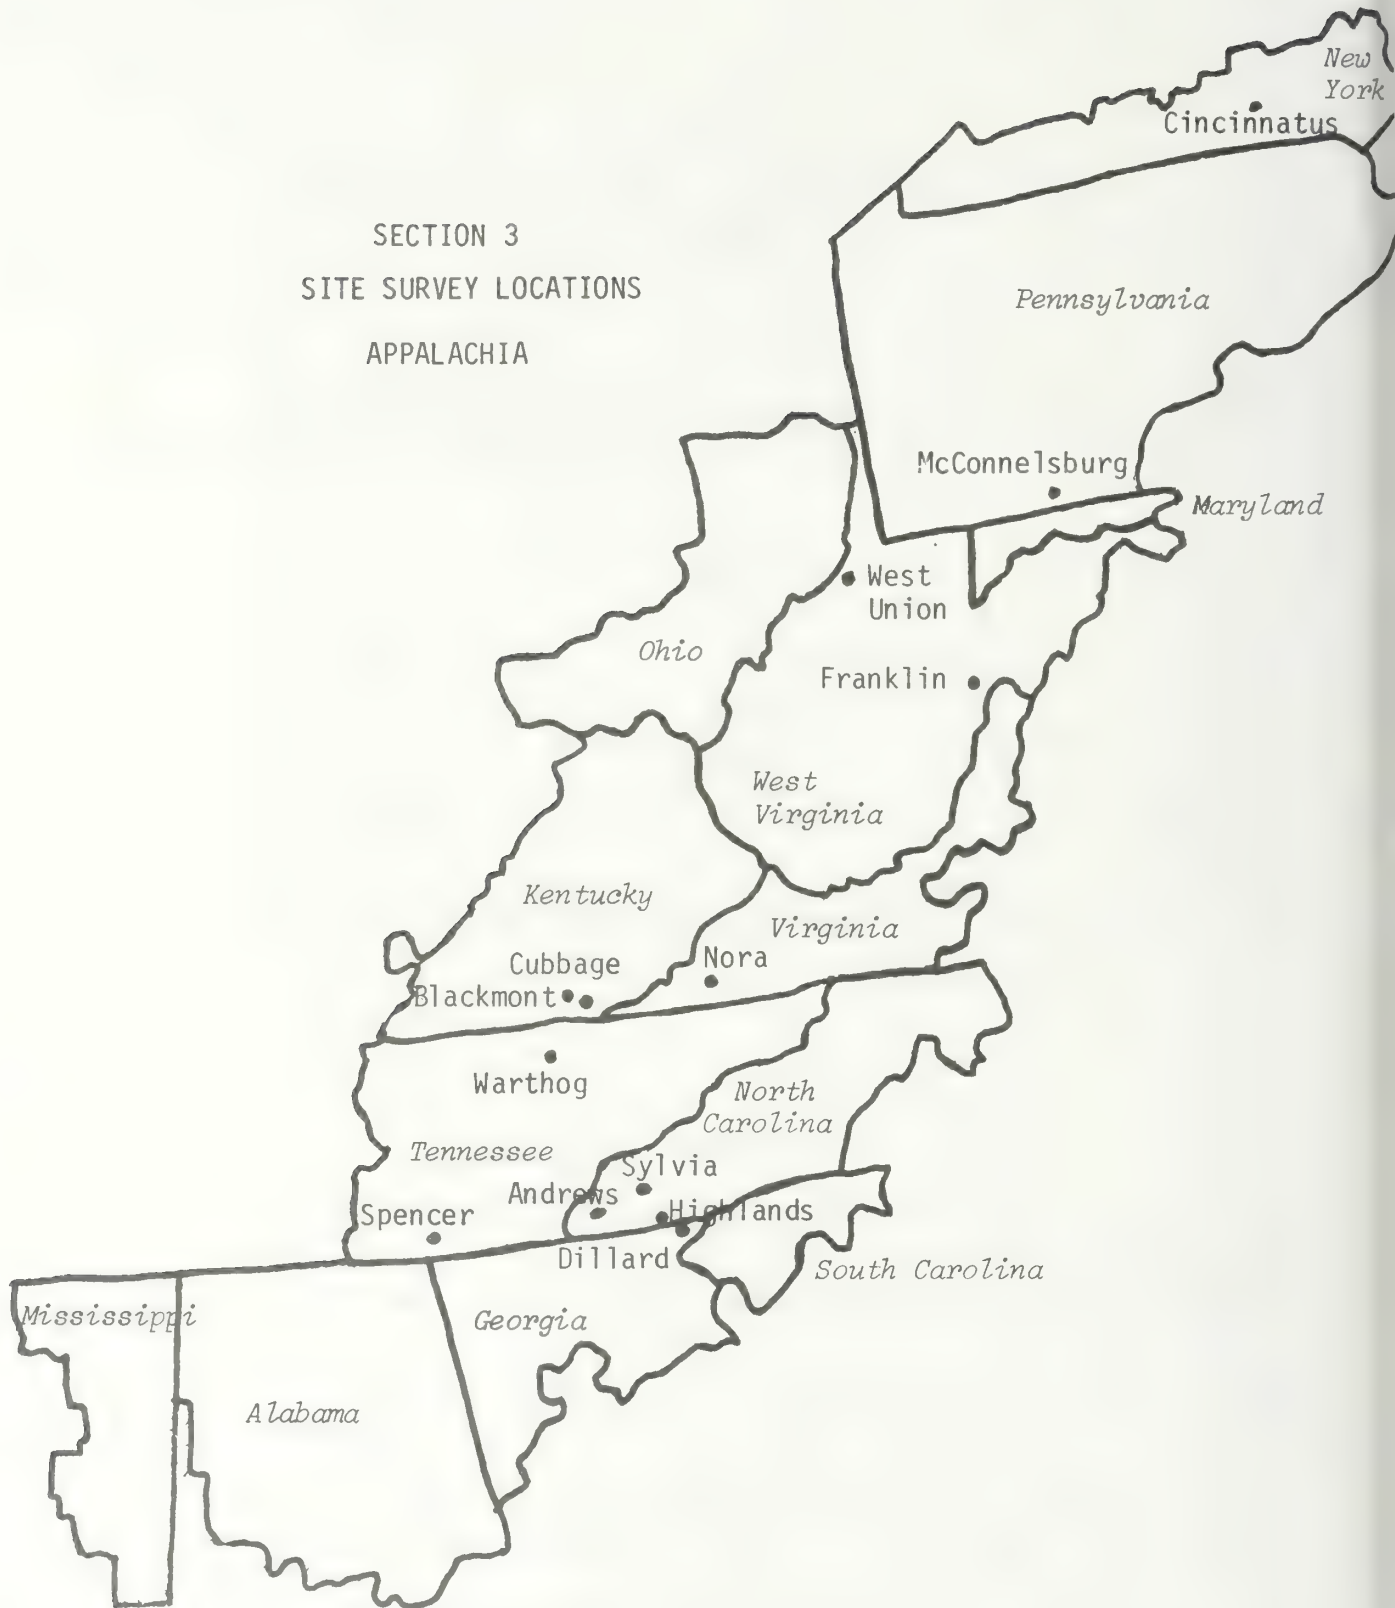 New
York
Cincinnatus
SECTION 3
SITE SURVEY LOCATIONS
APPALACHIA
Pennsylvania
McConnelsburg
Maryland
West
Union
Ohio
Franklin
West
Virginia
Kentucky
Virginia
Cubbage
Nora
Blackmont
Warthog
North
Carolina
Tennessee
Sylvia
Andrews
Highlands
Spencer
Dillard
South Carolina
Mississippi
Georgia
Alabama